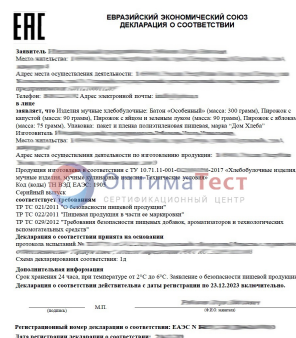 EAC
ЕВРАЗИЙСКИЙ ЭКОНОМИЧЕСКИЙ СОЮЗ
ДЕКЛАРАЦИЯ О СООТВЕТСТВИИ
Заявитель
Место жительства:
Адрес места осуществления деятельности:
Телефон: Адрес электронной почты:
в лице
заявляет, что Изделия мучные хлебобулочные: Батон «Особенный» (масса: 300 грамм), Пирожок с
капустой (масса: 90 грамм), Пирожок с яйцом и зеленым луком (масса: 90 грамм), Пирожок с
(масса: 75 грамм), Упаковка: пакет и пленка полиэтиленовая пищевая, марка "Дом Хлеба"
Изготовитель
Место жительства:
Адрес места осуществления деятельности по изготовлению продукции:
Продукция изготовлена в соответствии с ТУ 10.71.11-001- -2017 «Хлебобулочные изделия
Код (коды) ТН ВЭД ЕАЭС 1905
Серийный выпуск
соответствует требованиям
ТР ТС 021/2011 "О безопасности пищевой продукции"
ТР ТС 022/2011 "Пищевая продукция в части ее маркировки"
ТР ТС 029/2012 "Требования безопасности пищевых добавок, ароматизаторов и технологических
вспомогательных средств"
Декларация о соответствии принята на основании
протокола испытаний №
Схема декларирования: 1д
Дополнительная информация
Срок хранения 24 часа, при температуре от 2°С до 6°С. Заявление о безопасности пищевой продукции
Декларация о соответствии действительна с даты регистрации по 23.12.2023 включительно.
(подпись)
М.П.
Регистрационный номер декларации о соответствии: ЕАЭС N
Дата регистрации декларации о соответствии:
ОптимаТест
СЕРТИФИКАЦИОННЫЙ ЦЕНТР